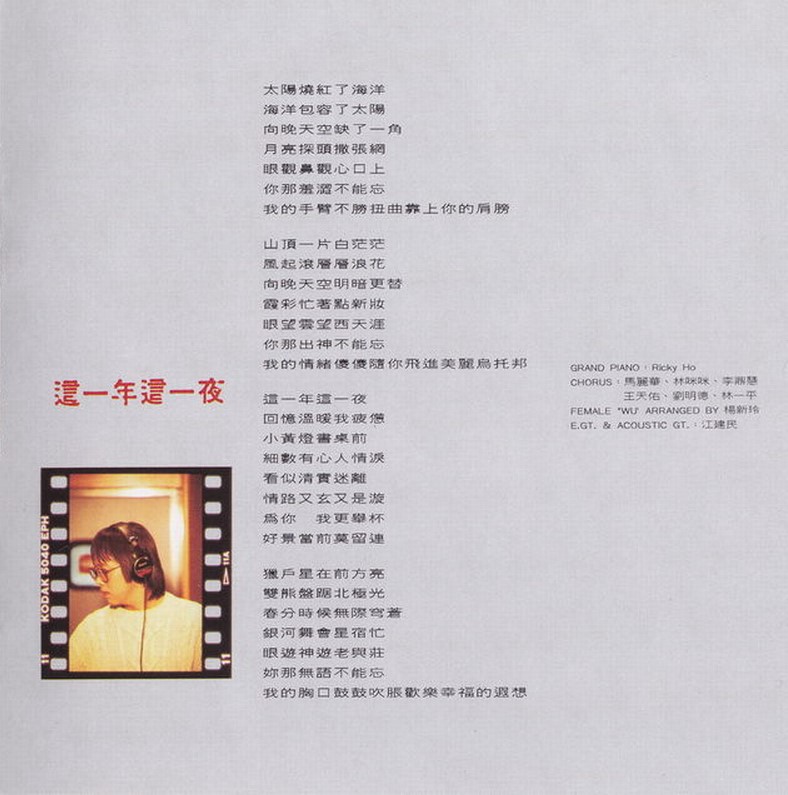 太陽燒紅了海洋
海洋包容了太陽
向晚天空缺了一角
月亮探頭撒張網
眼觀鼻觀心口上
你那羞澀不能忘
我的手臂不勝扭曲靠上你的肩膀
山頂一片白茫茫
風起滾層層浪花
向晚天空明暗更替
霞彩忙著點新妝
眼望雲望西天涯
你那出神不能忘
我的情緒傻傻隨你飛進美麗烏托邦
這一年這一夜
這一年這一夜
回憶溫暖我疲憊
小黃燈書桌前
細數有心人情淚
看似清實迷離
情路又玄又是漩
為你　我更舉杯
好景當前莫留連
獵戶星在前方亮
雙熊盤踞北極光
春分時候無際穹蒼
銀河舞會星宿忙
眼遊神遊老與莊
妳那無語不能忘
我的胸口鼓鼓吹脹歡樂幸福的遐想
GRAND PIANO：Ricky Ho
CHORUS：馬麗華、林咪咪、李翊慧
王天佑、劉明德、林一平
FEMALE "WU" ARRANGED BY 楊新玲
E.GT. & ACOUSTIC GT.：江建民
KODAK 5040 EPH
11
11A
11